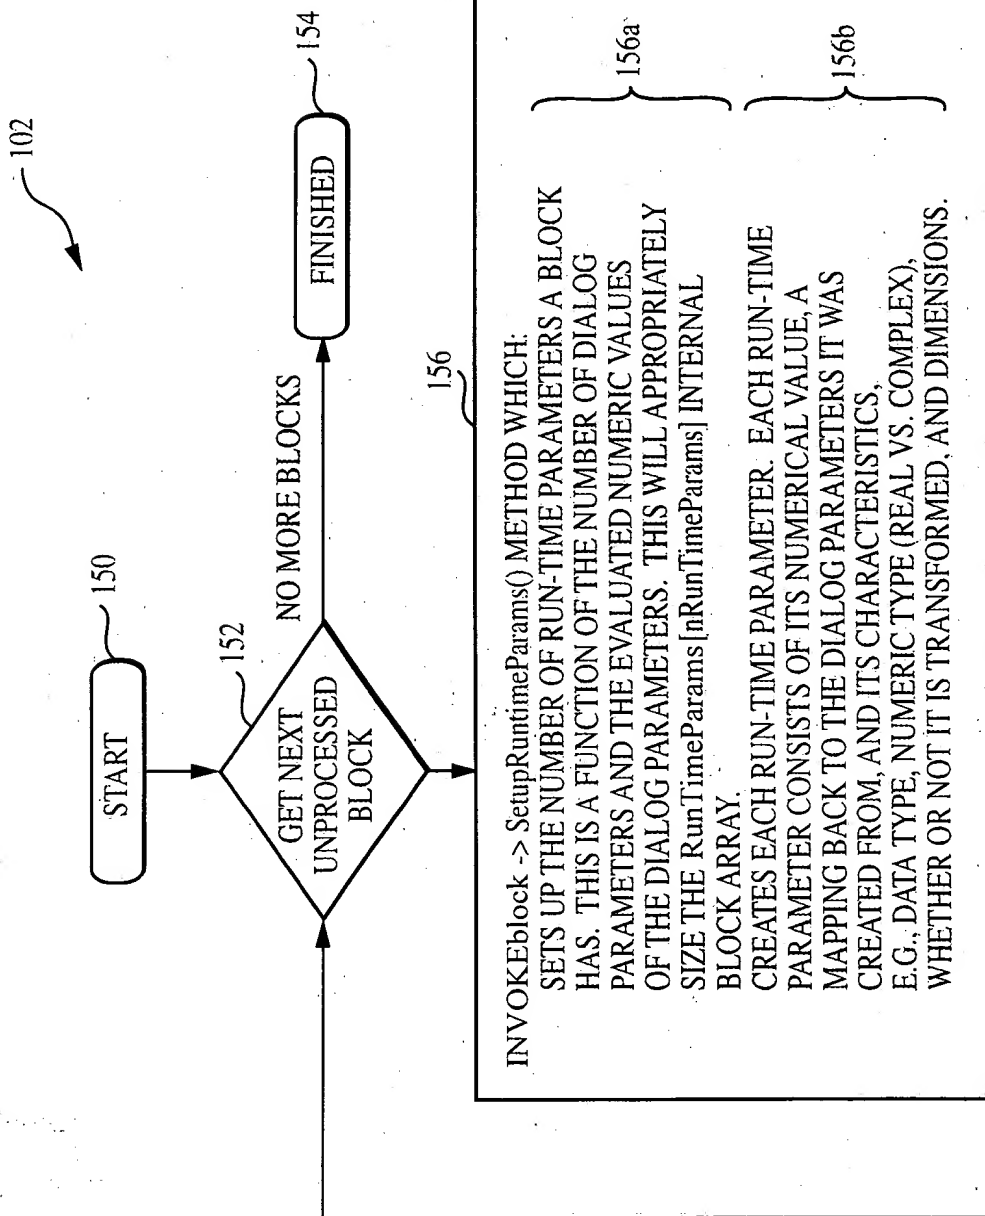 102
START
150
GET NEXT
UNPROCESSED
BLOCK
152
NO MORE BLOCKS
FINISHED
154
156
INVOKEblock -> SetupRuntimeParams() METHOD WHICH:
SETS UP THE NUMBER OF RUN-TIME PARAMETERS A BLOCK
HAS. THIS IS A FUNCTION OF THE NUMBER OF DIALOG
PARAMETERS AND THE EVALUATED NUMERIC VALUES
OF THE DIALOG PARAMETERS. THIS WILL APPROPRIATELY
SIZE THE RunTimeParams [nRunTimeParams] INTERNAL
BLOCK ARRAY.
156a
CREATES EACH RUN-TIME PARAMETER. EACH RUN-TIME
PARAMETER CONSISTS OF ITS NUMERICAL VALUE, A
MAPPING BACK TO THE DIALOG PARAMETERS IT WAS
CREATED FROM, AND ITS CHARACTERISTICS,
E.G., DATA TYPE, NUMERIC TYPE (REAL VS. COMPLEX),
WHETHER OR NOT IT IS TRANSFORMED, AND DIMENSIONS.
156b